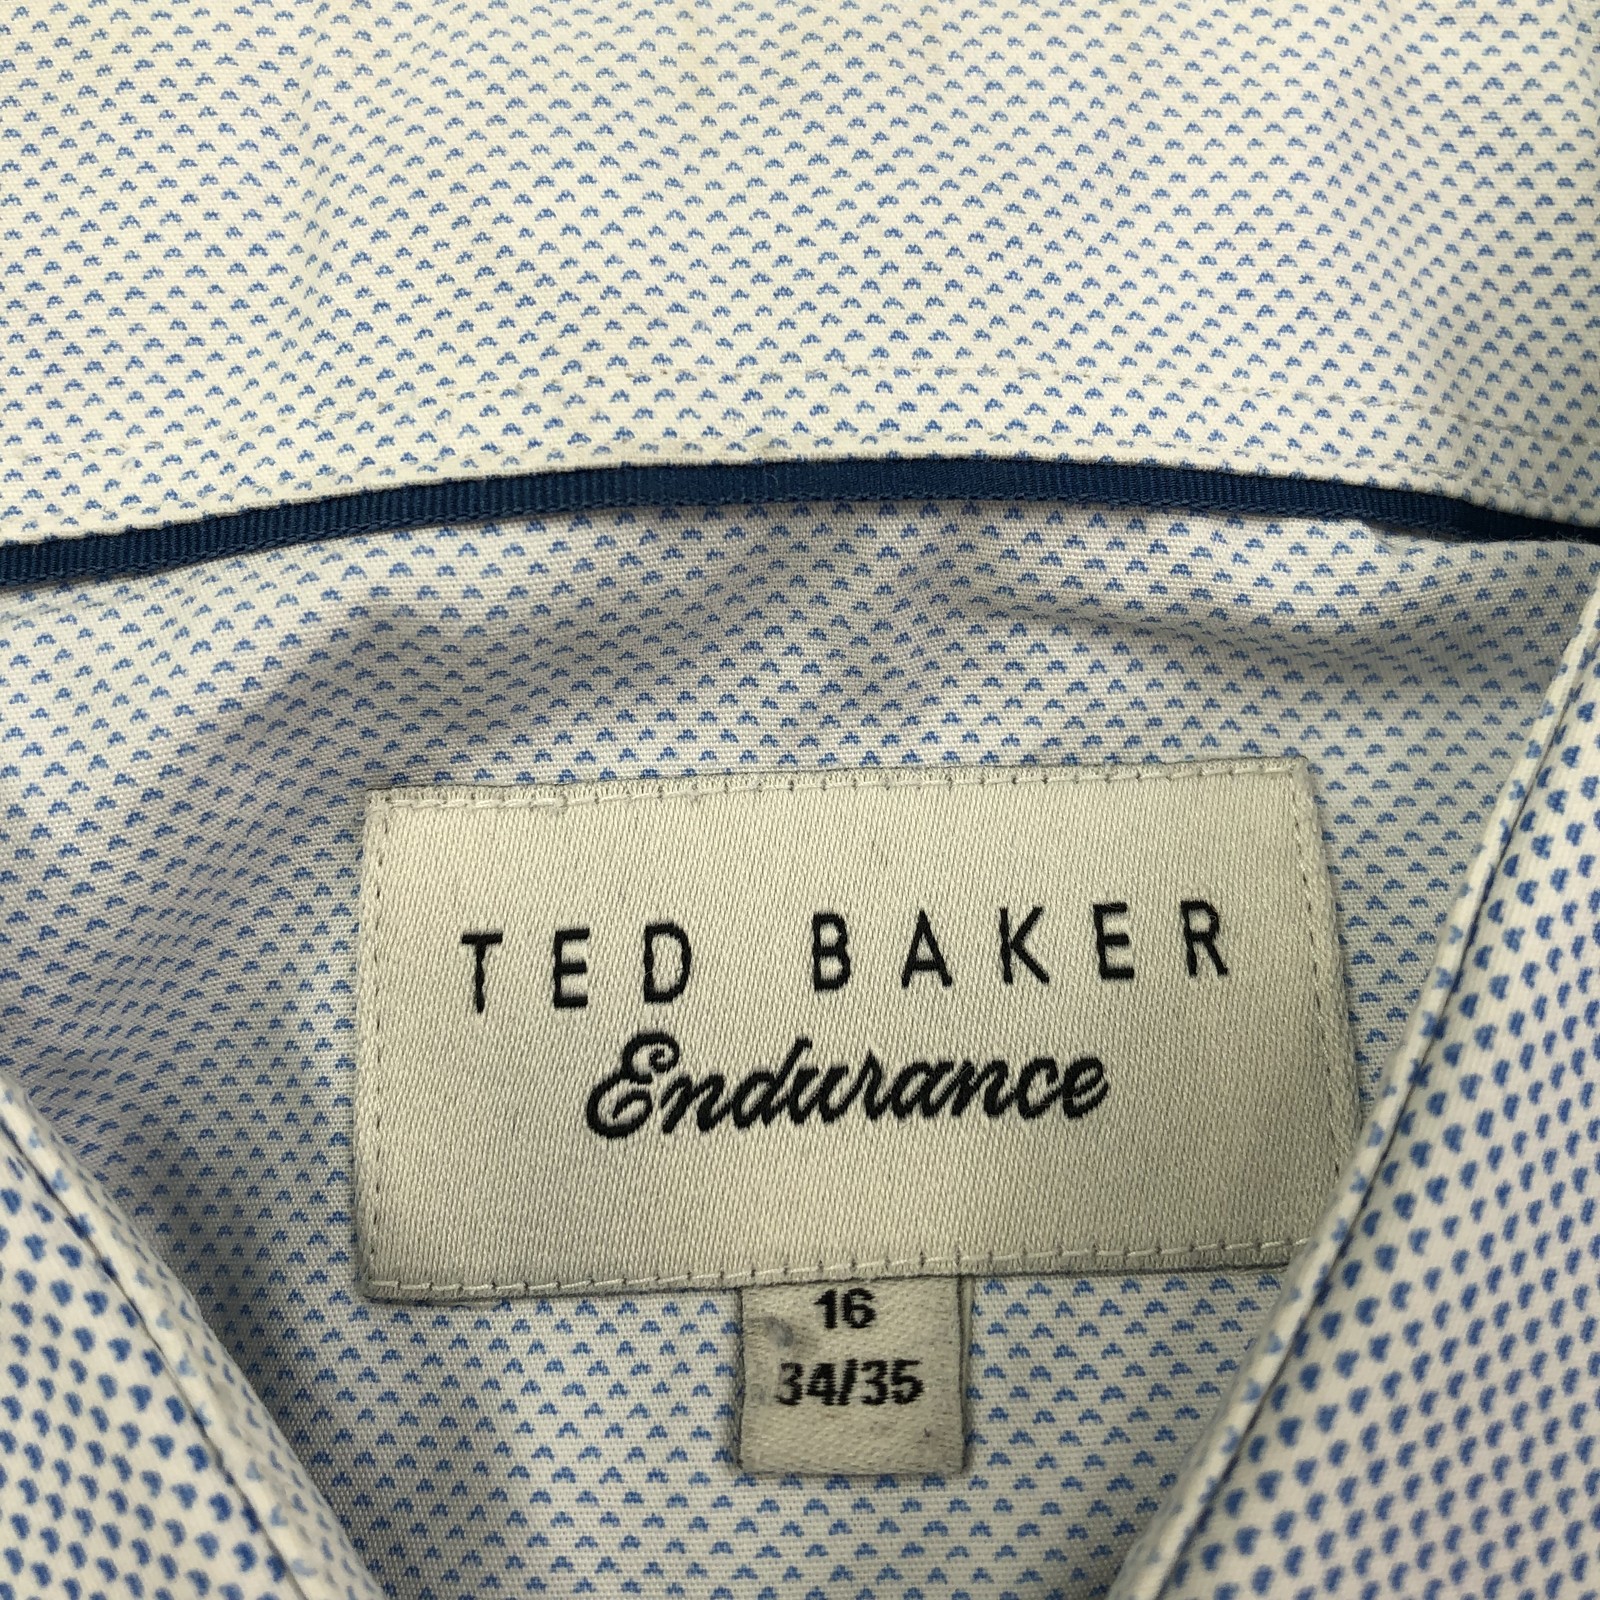 TED BAKER
Endurance
16
34/35